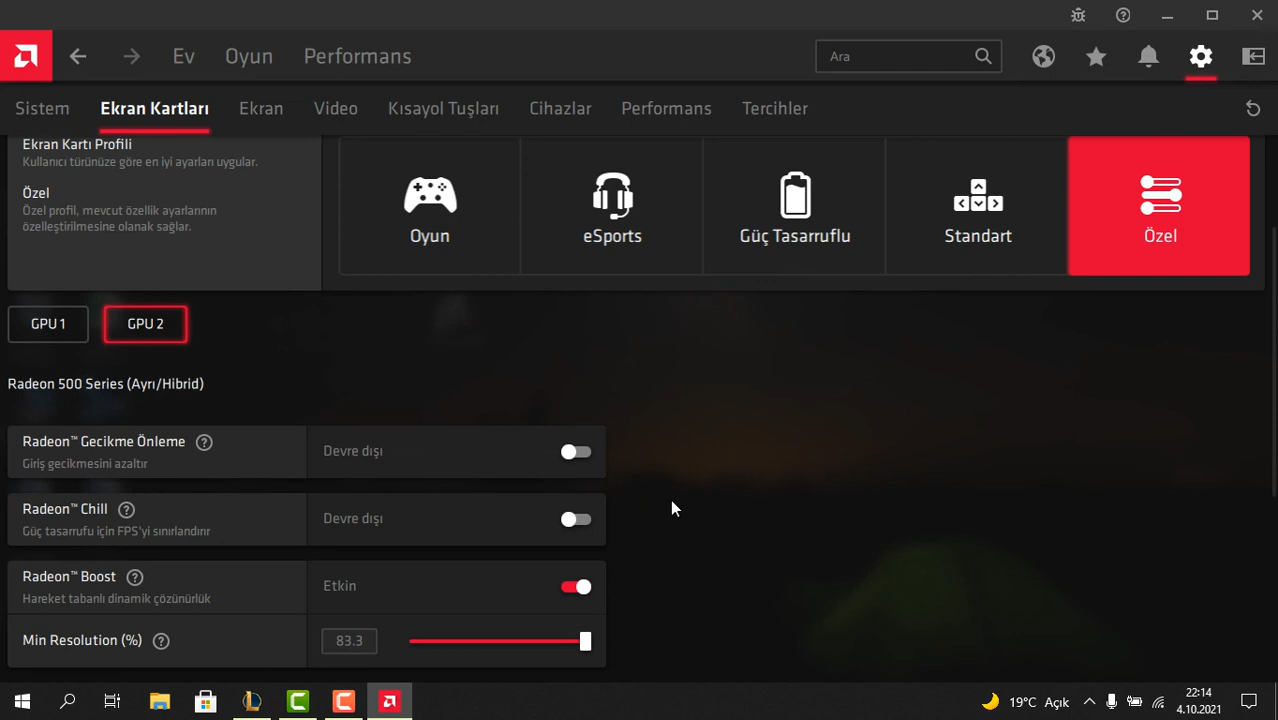 Ev
Oyun
Performans
Ara
Sistem
Ekran Kartları
Ekran
Video
Kısayol Tuşları
Cihazlar
Performans
Tercihler
Ekran Kartı Profili
Kullanıcı türünüze göre en iyi ayarları uygular.
Özel
Özel profil, mevcut özellik ayarlarının
özelleştirilmesine olanak sağlar.
Oyun
eSports
Güç Tasarruflu
Standart
Özel
GPU 1
GPU 2
Radeon 500 Series (Ayrı/Hibrid)
Radeon™ Gecikme Önleme
Giriş gecikmesini azaltır
Devre dışı
Radeon™ Chill
Güç tasarrufu için FPS'yi sınırlandırır
Devre dışı
Radeon™ Boost
Hareket tabanlı dinamik çözünürlük
Etkin
Min Resolution (%)
83.3
19°C Açık
22:14
4.10.2021